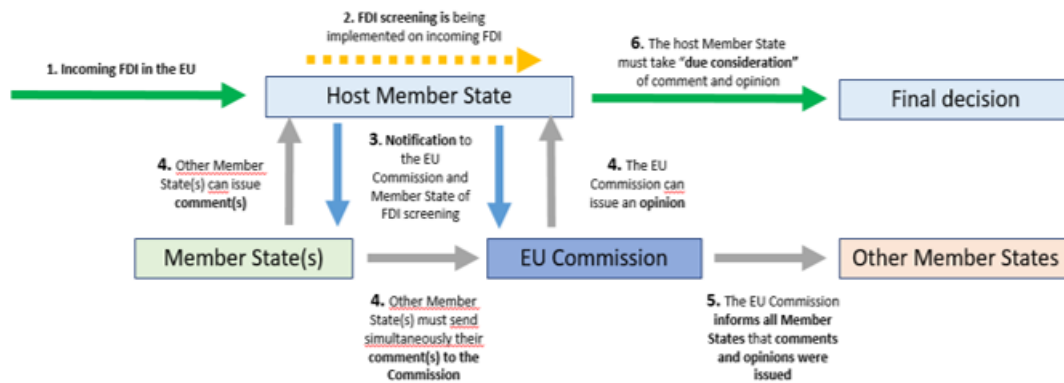 2. FDI screening is being
implemented on incoming FDI
1. Incoming FDI in the EU
6. The host Member State
must take "due consideration"
of comment and opinion
Host Member State
Final decision
4. Other Member
State(s) can issue
comment(s)
3. Notification to
the EU
Commission and
Member State of
FDI screening
4. The EU
Commission can
issue an opinion
Member State(s)
EU Commission
Other Member States
4. Other Member
State(s) must send
simultaneously their
comment(s) to the
Commission
5. The EU Commission
informs all Member
States that comments
and opinions were
issued